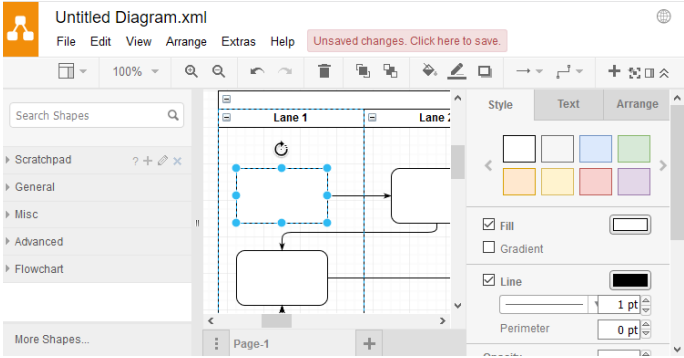 Untitled Diagram.xml
File Edit View Arrange Extras Help Unsaved changes. Click here to save.
100%
Search Shapes
Scratchpad ?
General
Misc
Advanced
Flowchart
More Shapes...
Lane 1 Lane 2
Page-1
Style Text Arrange
Fill
Gradient
Line
1 pt
Perimeter 0 pt
Opacity